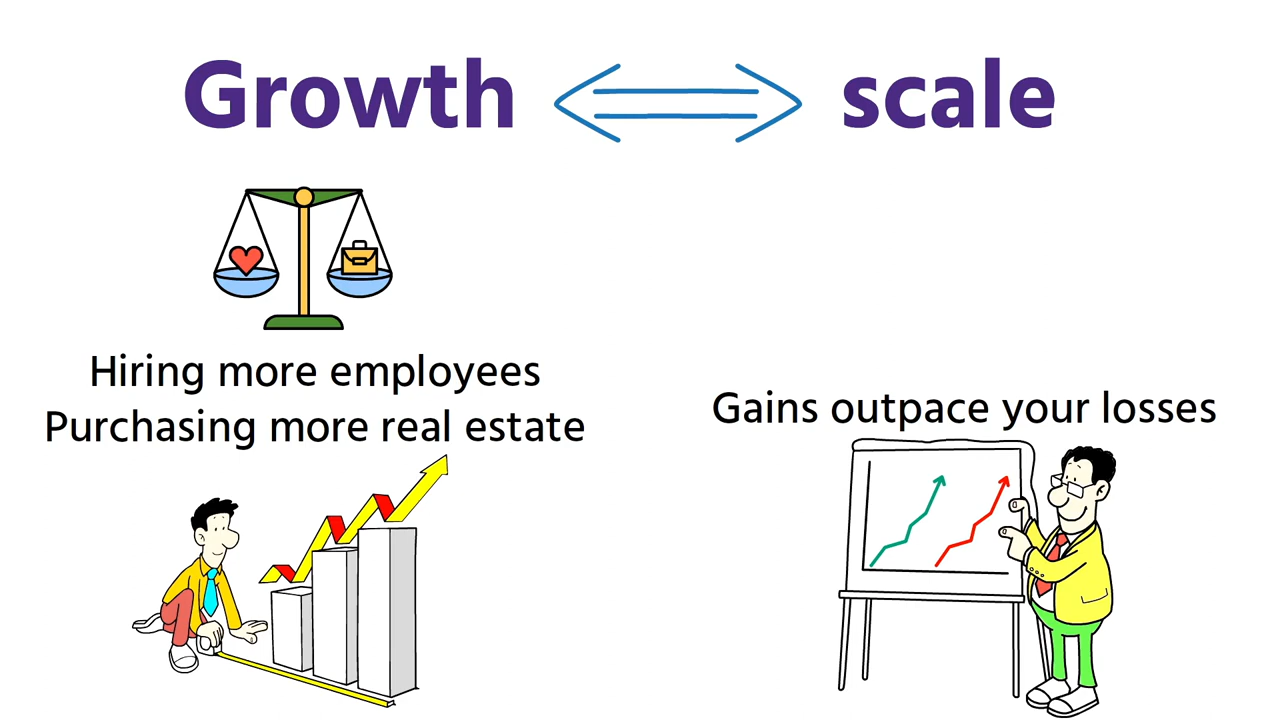 Growth
scale
Hiring more employees
Purchasing more real estate
Gains outpace your losses